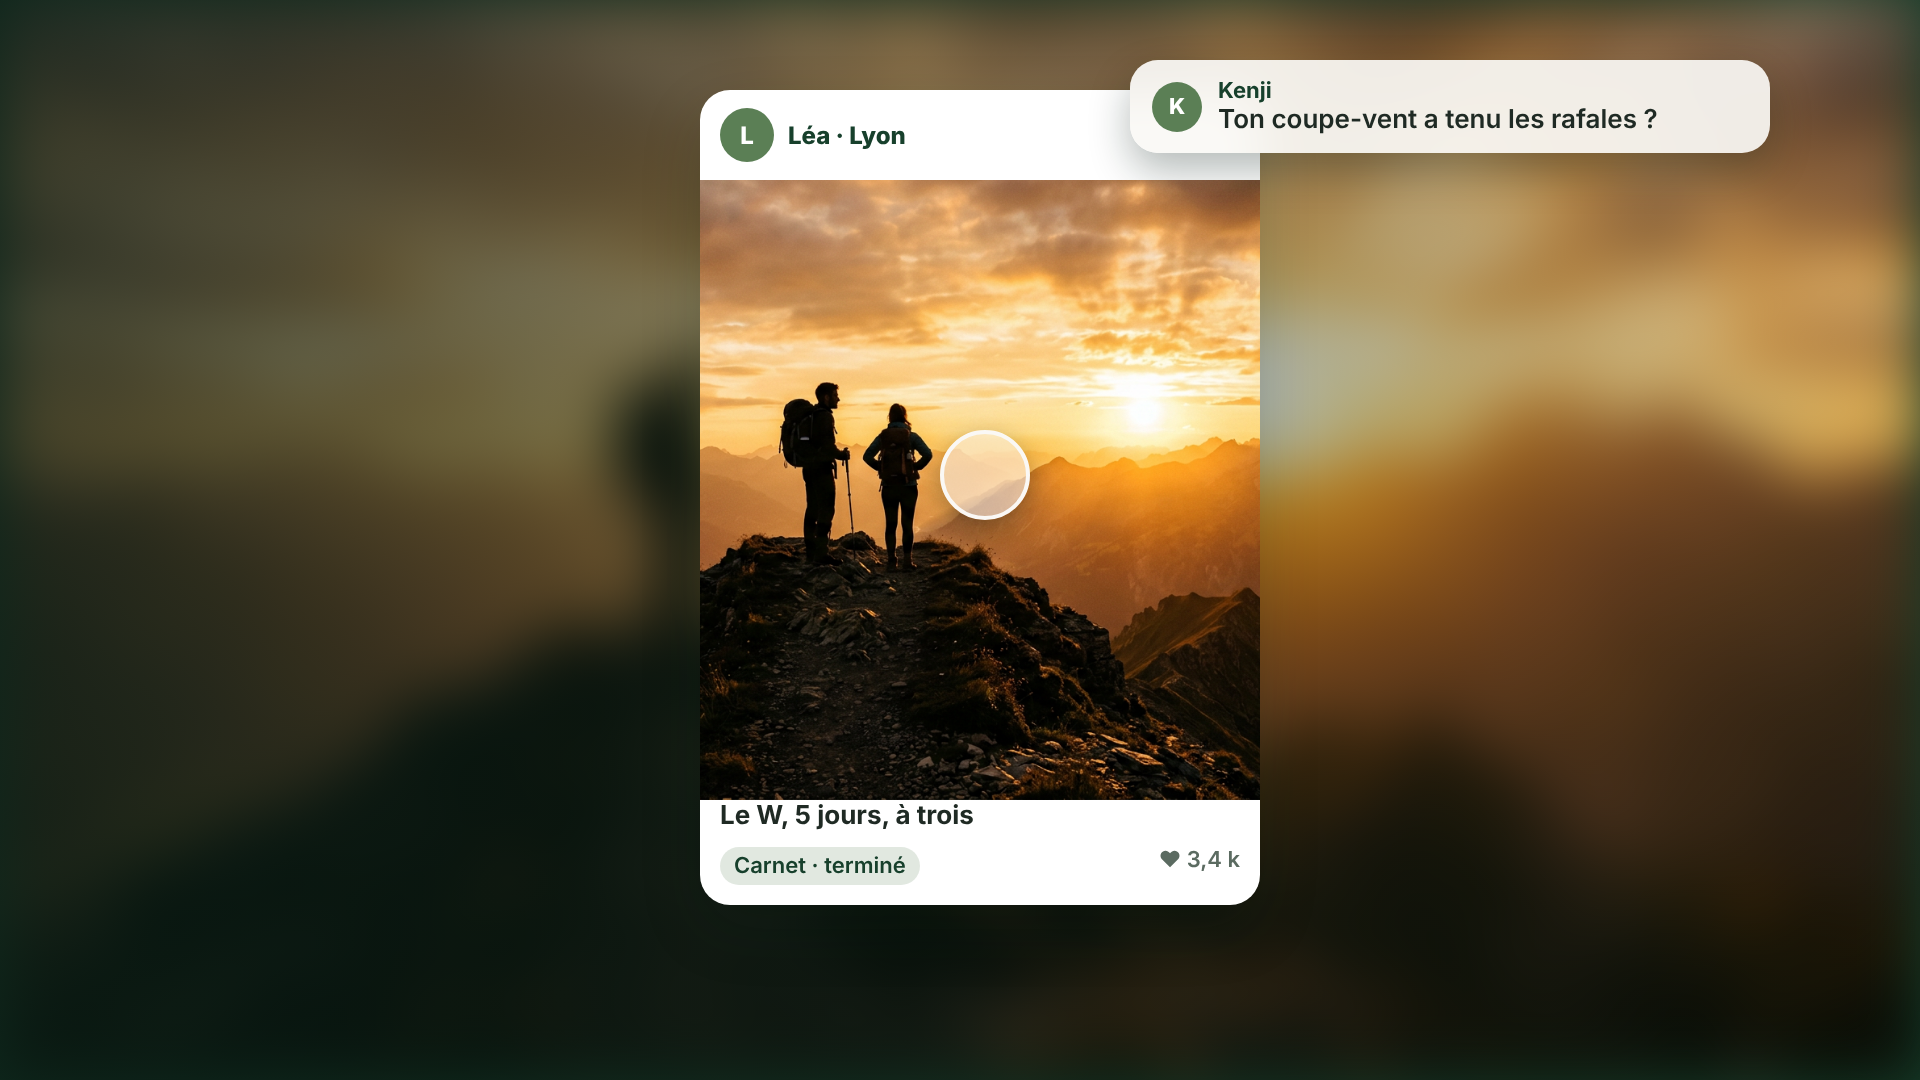 L
Léa · Lyon
K
Kenji
Ton coupe-vent a tenu les rafales ?
Le W, 5 jours, à trois
Carnet · terminé
♥ 3,4 k